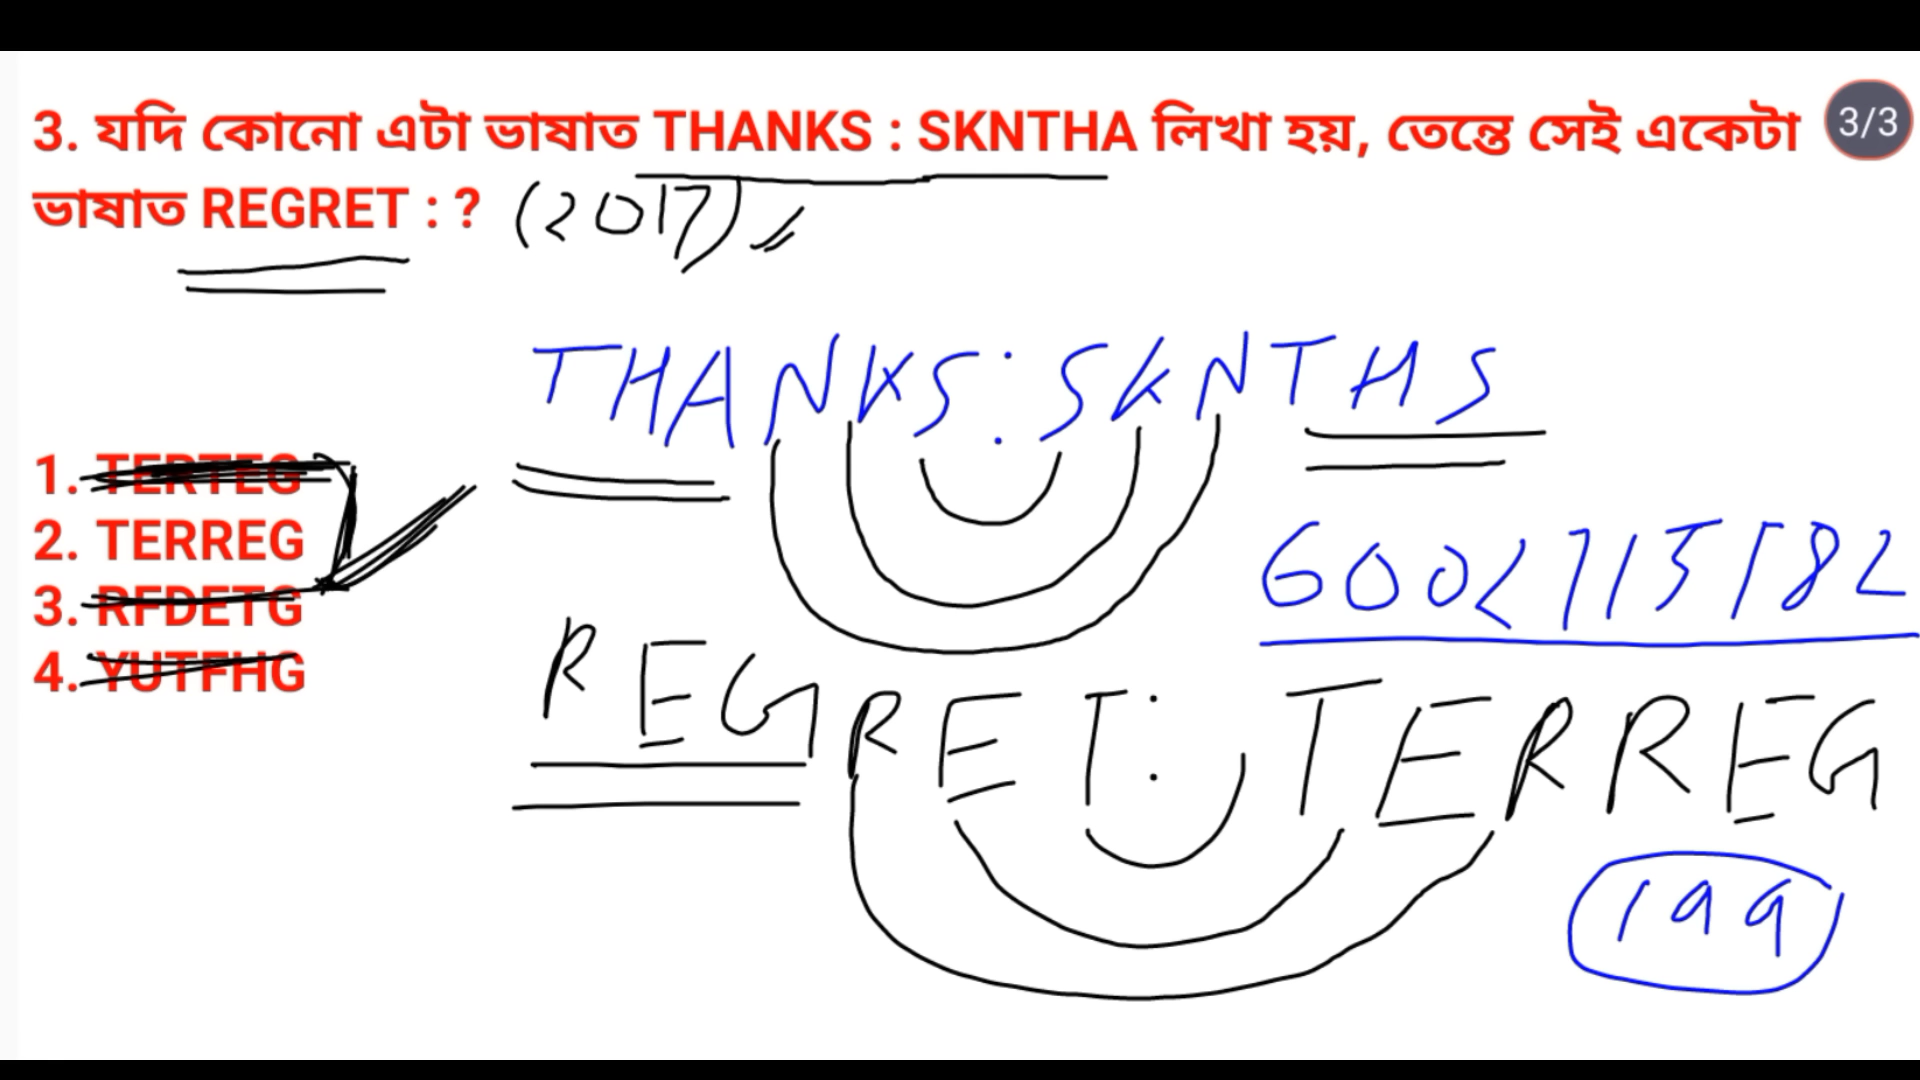 3. যদি কোনো এটা ভাষাত THANKS : SKNTHA লিখা হয়, তেন্তে সেই একেটা
3/3
ভাষাত REGRET : ? (2017)
THANKS : SKNTHS
1. TERTEG
2. TERREG
3. RFDETG
4. YUTFHG
6002715182
REGRET : TERREG
199